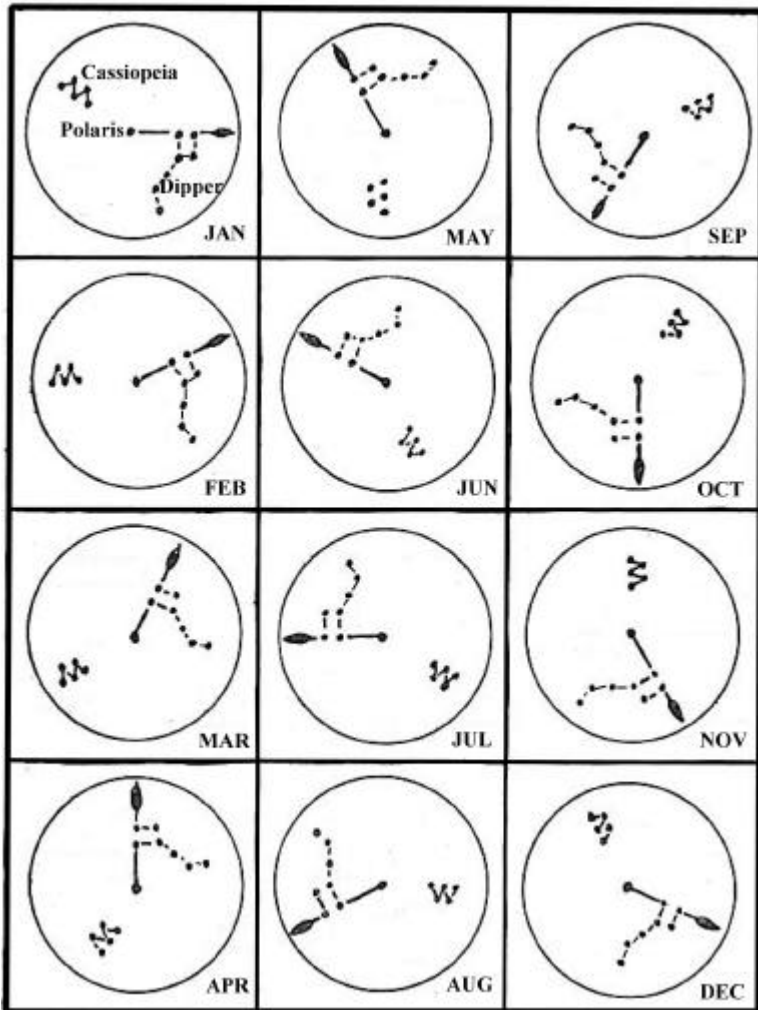 Cassiopeia
Polaris
Dipper
JAN
MAY
SEP
FEB
JUN
OCT
MAR
JUL
NOV
APR
AUG
DEC